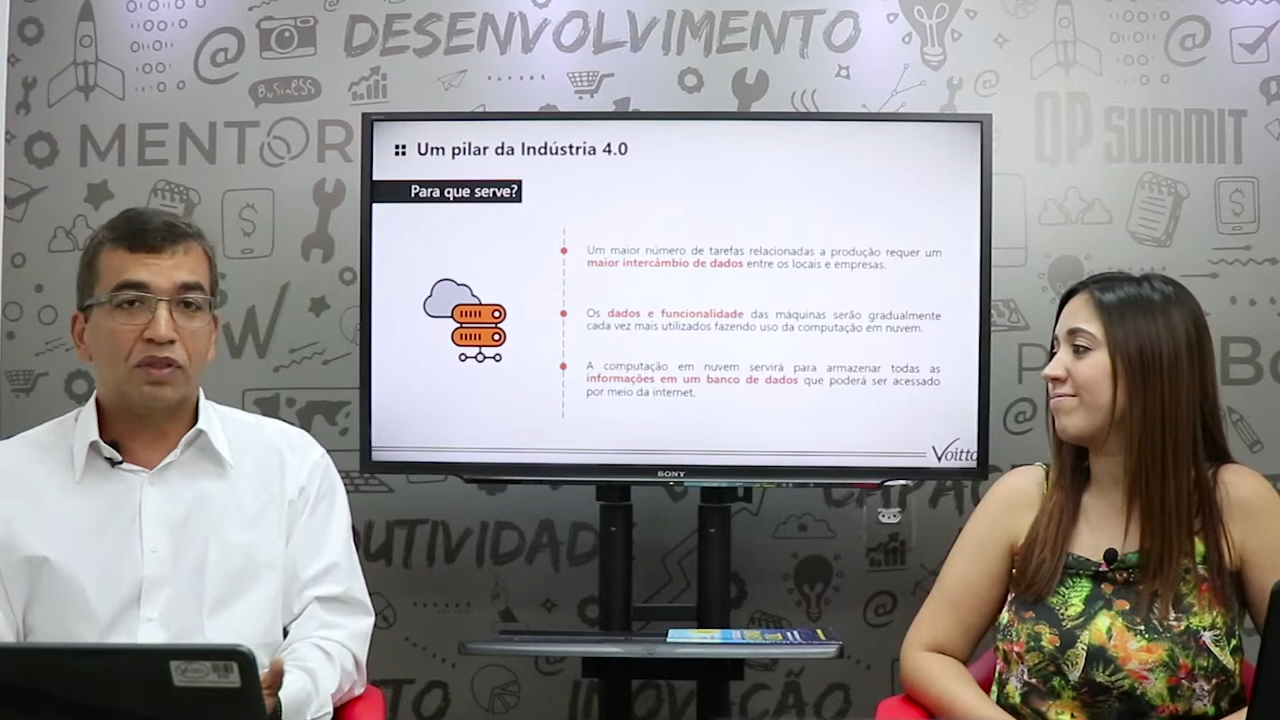 DESENVOLVIMENTO
BUSINESS
MENTOR
QP SUMMIT
Um pilar da Indústria 4.0
Para que serve?
Um maior número de tarefas relacionadas a produção requer um
maior intercâmbio de dados entre os locais e empresas.
Os dados e funcionalidade das máquinas serão gradualmente
cada vez mais utilizados fazendo uso da computação em nuvem.
A computação em nuvem servirá para armazenar todas as
informações em um banco de dados que poderá ser acessado
por meio da internet.
Voitto
SONY
W
CAPAC
UTIVIDADE
TO
INOVAÇÃO